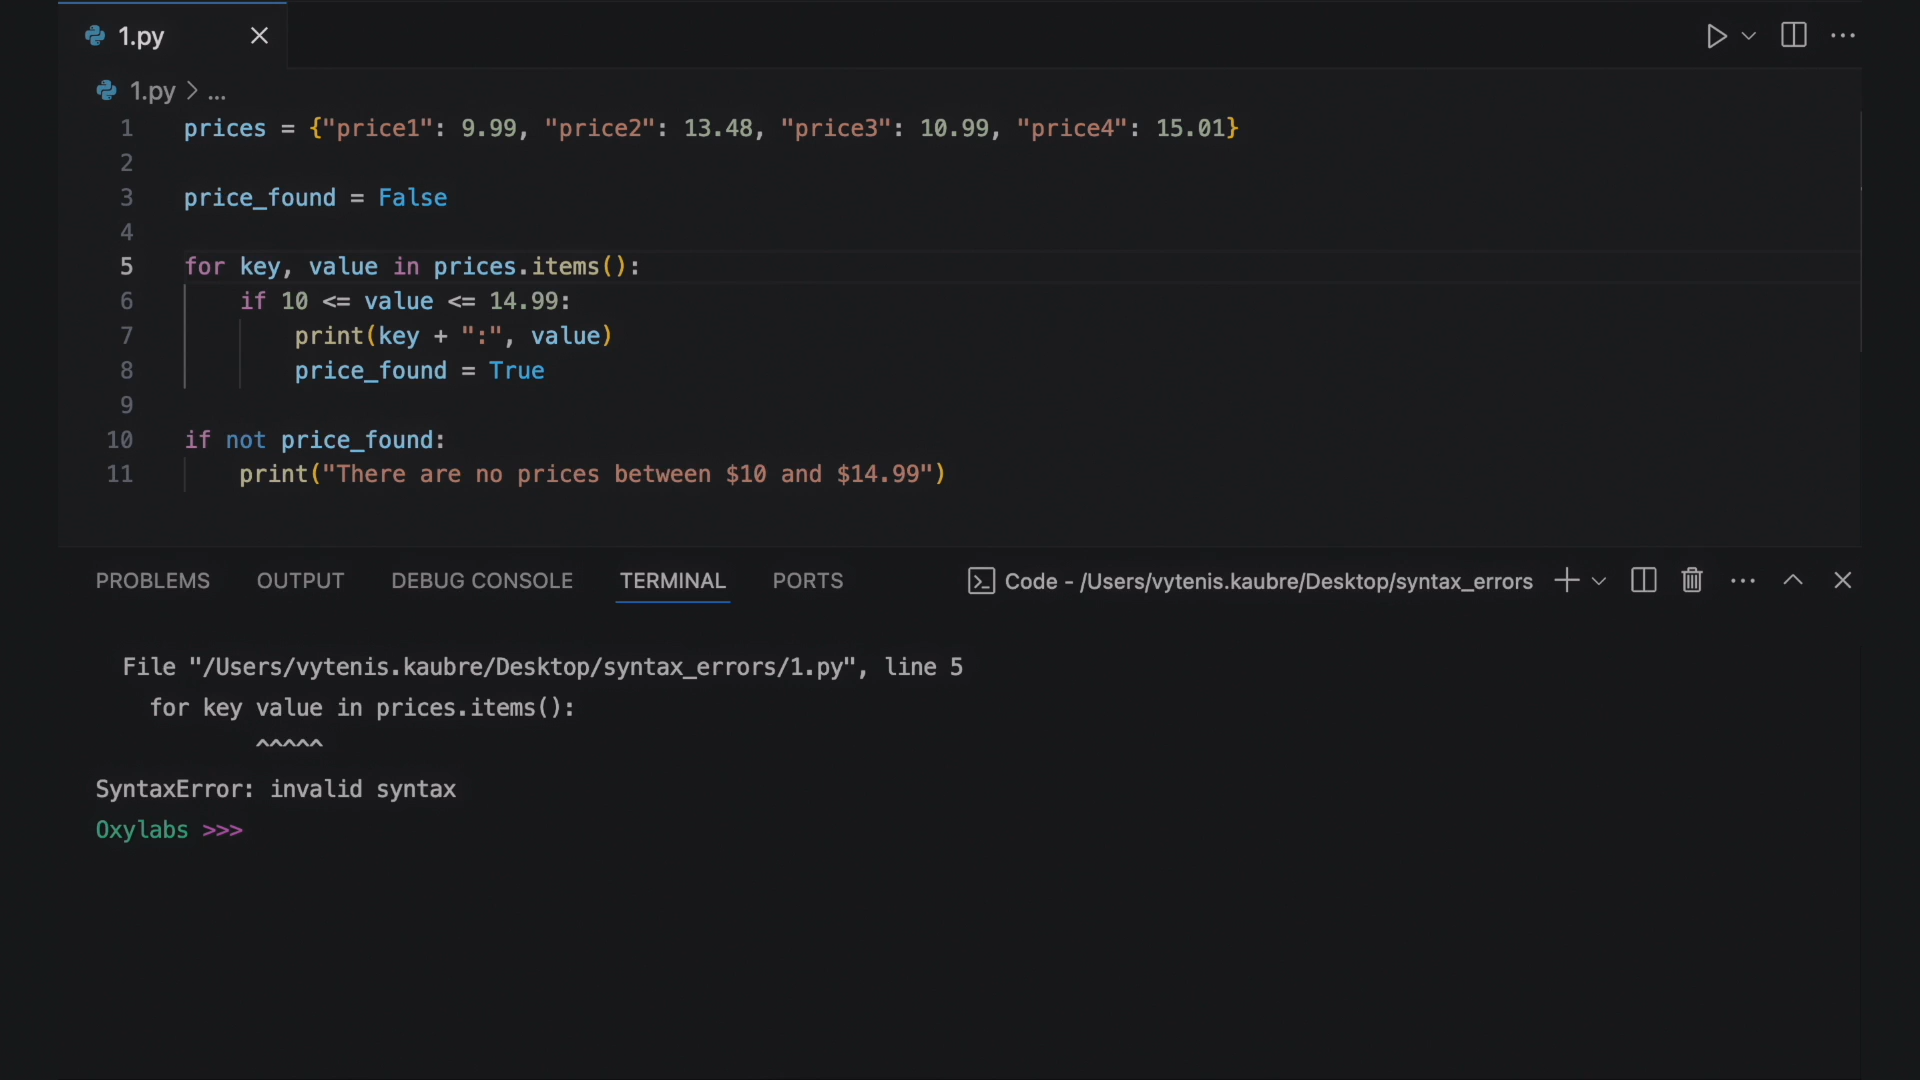 1.py
1.py > ...
1 prices = {"price1": 9.99, "price2": 13.48, "price3": 10.99, "price4": 15.01}
2
3 price_found = False
4
5 for key, value in prices.items():
6     if 10 <= value <= 14.99:
7         print(key + ":", value)
8         price_found = True
9
10 if not price_found:
11     print("There are no prices between $10 and $14.99")
PROBLEMS OUTPUT DEBUG CONSOLE TERMINAL PORTS Code - /Users/vytenis.kaubre/Desktop/syntax_errors
  File "/Users/vytenis.kaubre/Desktop/syntax_errors/1.py", line 5
    for key value in prices.items():
            ^^^^^
SyntaxError: invalid syntax
Oxylabs >>>